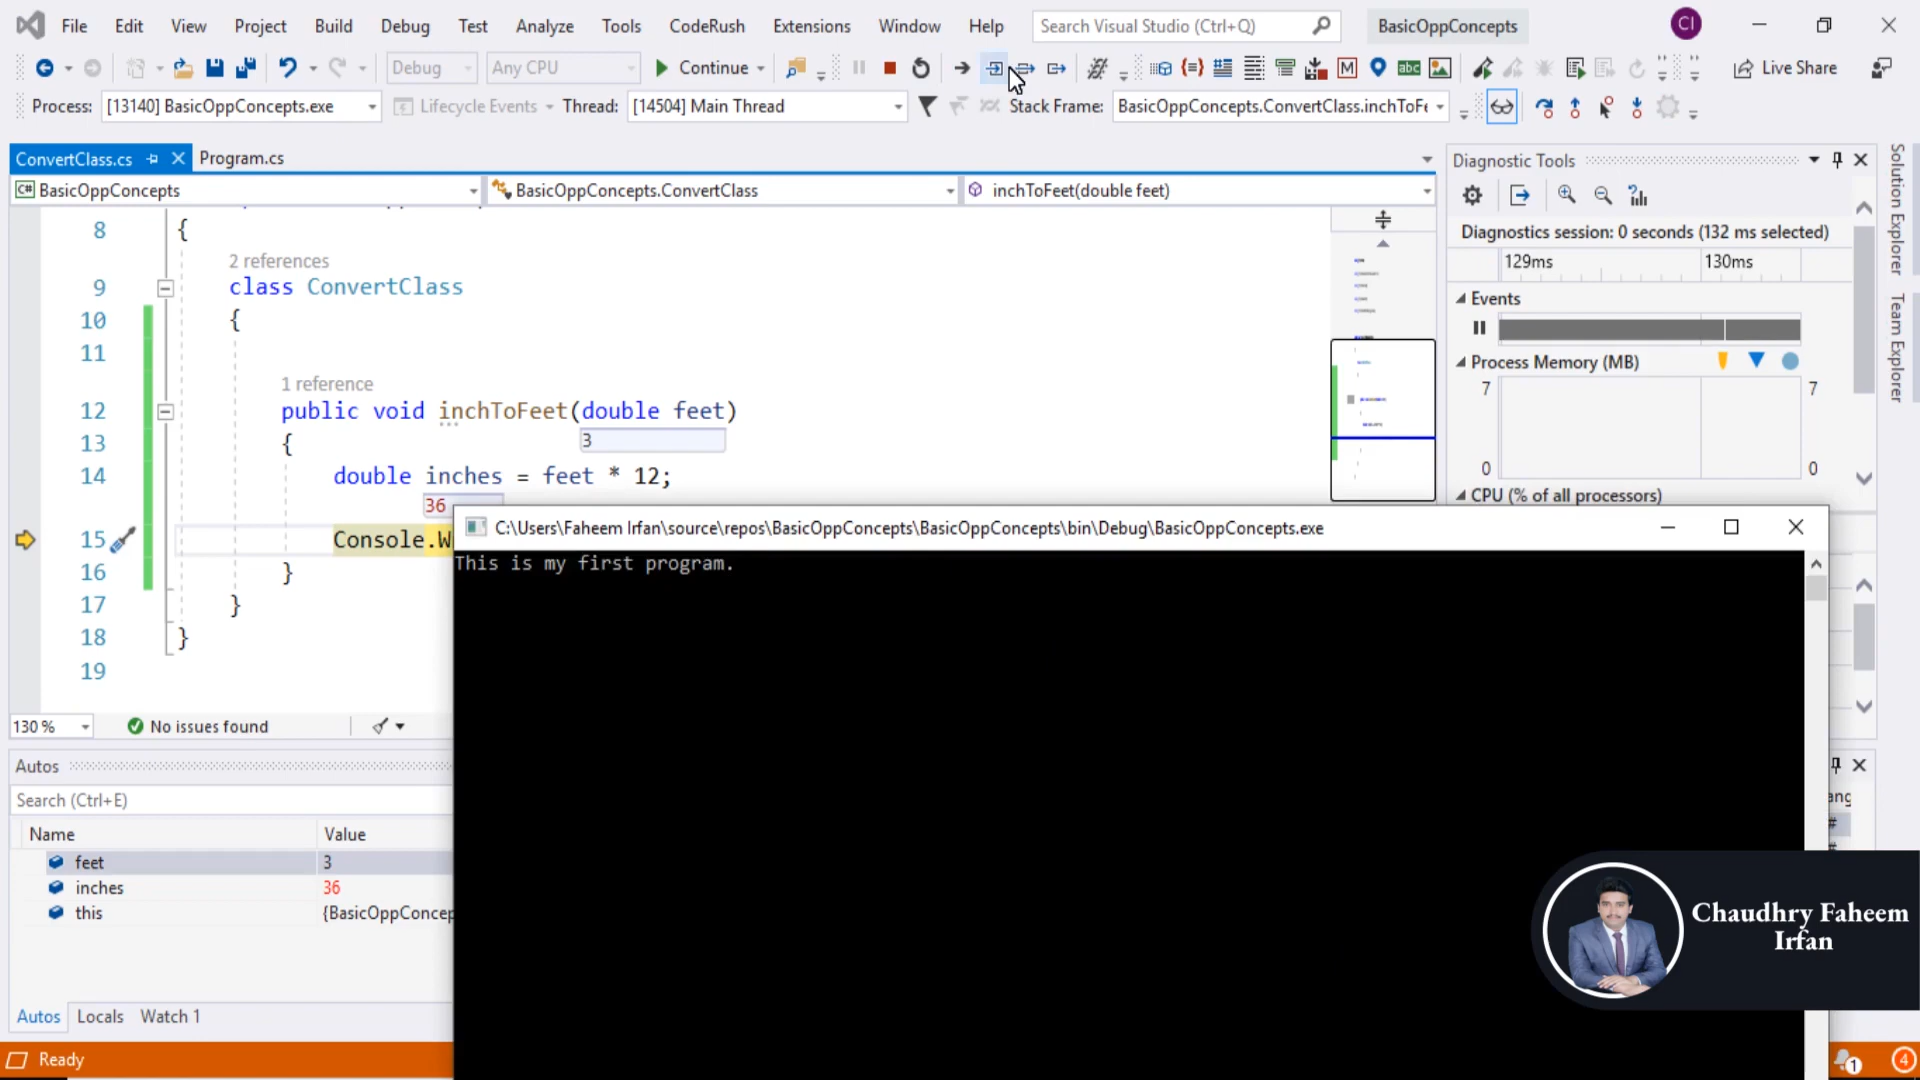 File Edit View Project Build Debug Test Analyze Tools CodeRush Extensions Window Help Search Visual Studio (Ctrl+Q) BasicOppConcepts CI
Debug Any CPU Continue Live Share
Process: [13140] BasicOppConcepts.exe Lifecycle Events Thread: [14504] Main Thread Stack Frame: BasicOppConcepts.ConvertClass.inchToFe
ConvertClass.cs Program.cs
BasicOppConcepts BasicOppConcepts.ConvertClass inchToFeet(double feet)
8 {
2 references
9 class ConvertClass
10 {
11
1 reference
12 public void inchToFeet(double feet)
3
13 {
14 double inches = feet * 12;
36
15 Console.W
16 }
17 }
18 }
19
130 % No issues found
Diagnostic Tools
Diagnostics session: 0 seconds (132 ms selected)
129ms 130ms
Events
Process Memory (MB)
7 7
0 0
CPU (% of all processors)
Solution Explorer
Team Explorer
C:\Users\Faheem Irfan\source\repos\BasicOppConcepts\BasicOppConcepts\bin\Debug\BasicOppConcepts.exe
This is my first program.
Autos
Search (Ctrl+E)
Name Value
feet 3
inches 36
this {BasicOppConcep
Autos Locals Watch 1
Ready
Chaudhry Faheem
Irfan
1 4